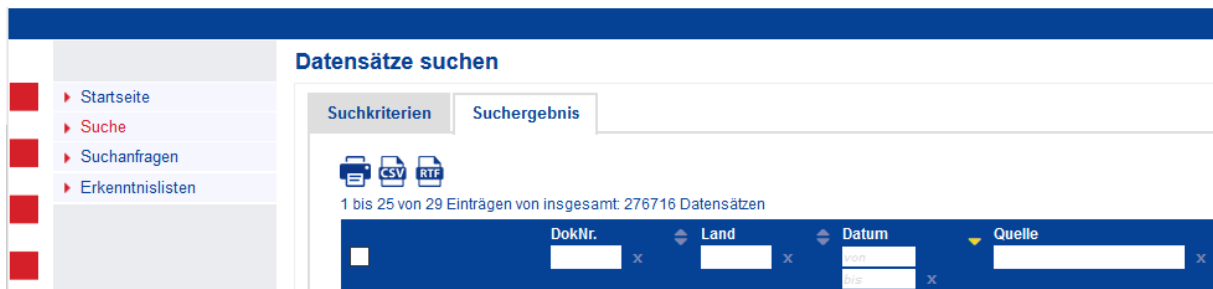 Datensätze suchen
Startseite
Suche
Suchanfragen
Erkenntnislisten
Suchkriterien
Suchergebnis
CSV
RTF
1 bis 25 von 29 Einträgen von insgesamt: 276716 Datensätzen
DokNr. Land Datum Quelle
x x von x
bis x